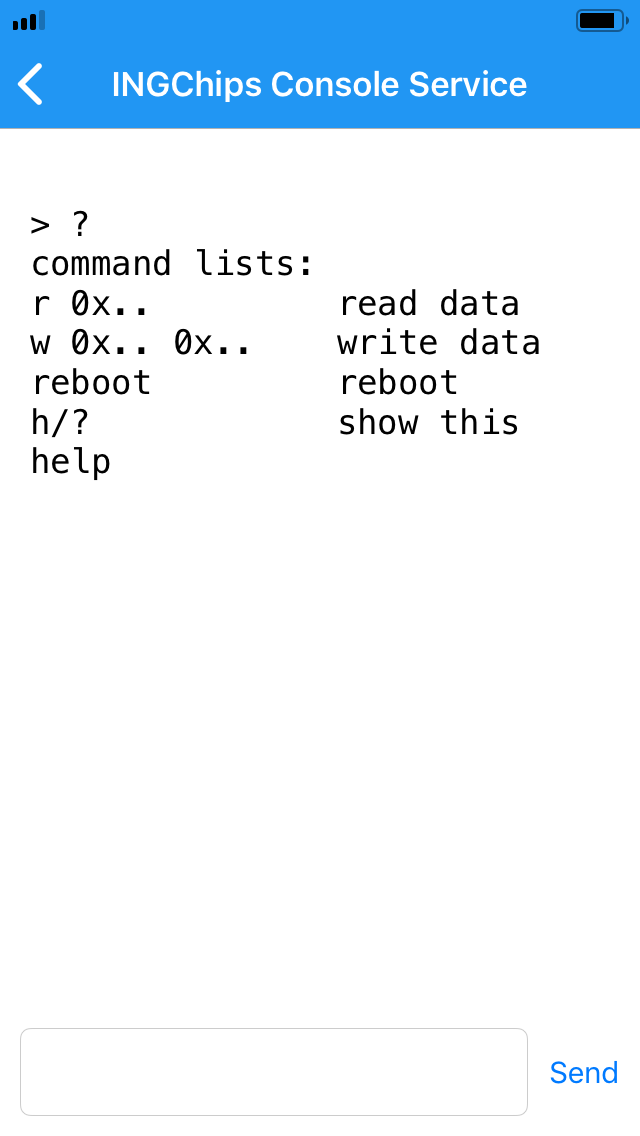 INGChips Console Service
> ?
command lists:
r 0x.. read data
w 0x.. 0x.. write data
reboot reboot
h/? show this
help
Send